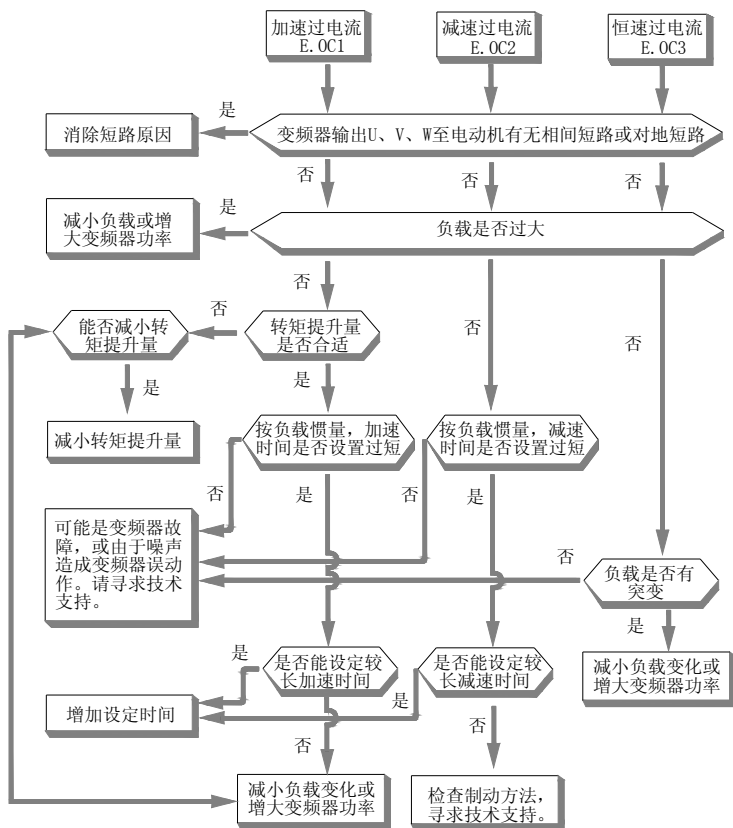 加速过电流
E.OC1
减速过电流
E.OC2
恒速过电流
E.OC3
是
消除短路原因
变频器输出U、V、W至电动机有无相间短路或对地短路
否
否
否
是
减小负载或增
大变频器功率
负载是否过大
否
否
否
能否减小转
矩提升量
否
转矩提升量
是否合适
是
是
减小转矩提升量
按负载惯量，加速
时间是否设置过短
按负载惯量，减速
时间是否设置过短
否
是
否
是
可能是变频器故
障，或由于噪声
造成变频器误动
作。请寻求技术
支持。
否
负载是否有
突变
是
是
是否能设定较
长加速时间
是否能设定较
长减速时间
减小负载变化或
增大变频器功率
增加设定时间
是
否
否
减小负载变化或
增大变频器功率
检查制动方法，
寻求技术支持。